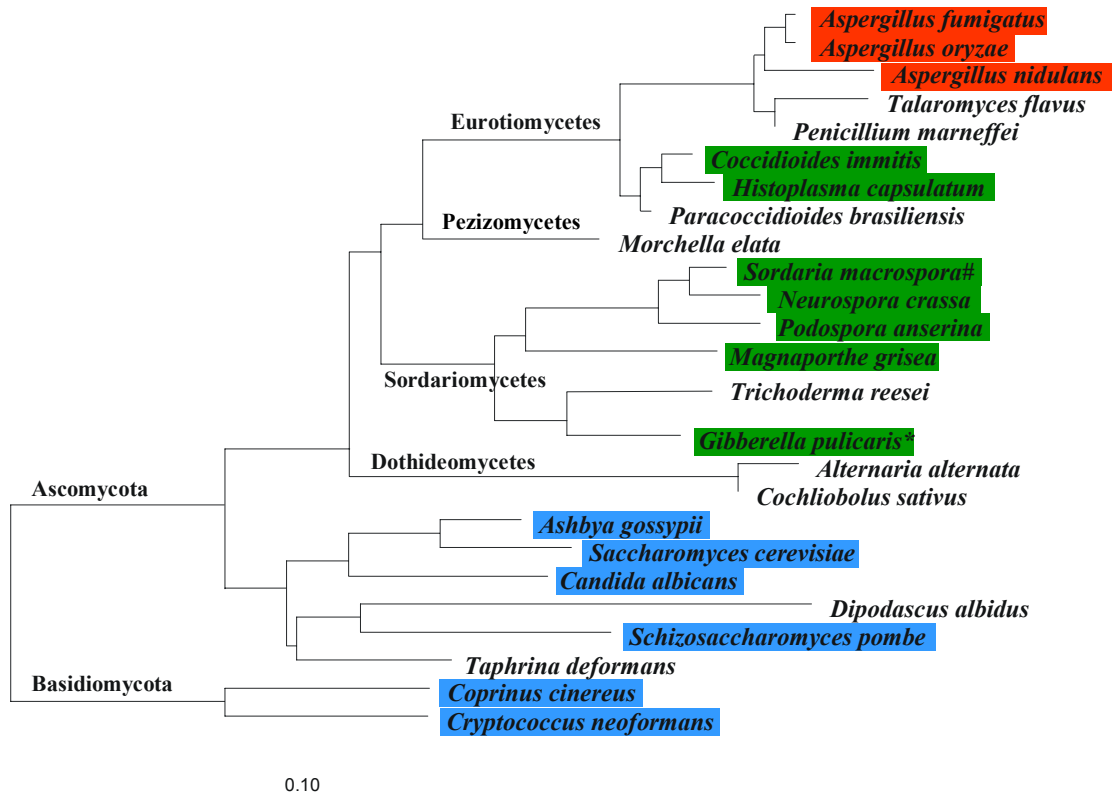 Aspergillus fumigatus
Aspergillus oryzae
Aspergillus nidulans
Talaromyces flavus
Eurotiomycetes
Penicillium marneffei
Coccidioides immitis
Histoplasma capsulatum
Paracoccidioides brasiliensis
Pezizomycetes
Morchella elata
Sordaria macrospora#
Neurospora crassa
Podospora anserina
Magnaporthe grisea
Sordariomycetes
Trichoderma reesei
Gibberella pulicaris*
Dothideomycetes
Alternaria alternata
Ascomycota
Cochliobolus sativus
Ashbya gossypii
Saccharomyces cerevisiae
Candida albicans
Dipodascus albidus
Schizosaccharomyces pombe
Taphrina deformans
Basidiomycota
Coprinus cinereus
Cryptococcus neoformans
0.10